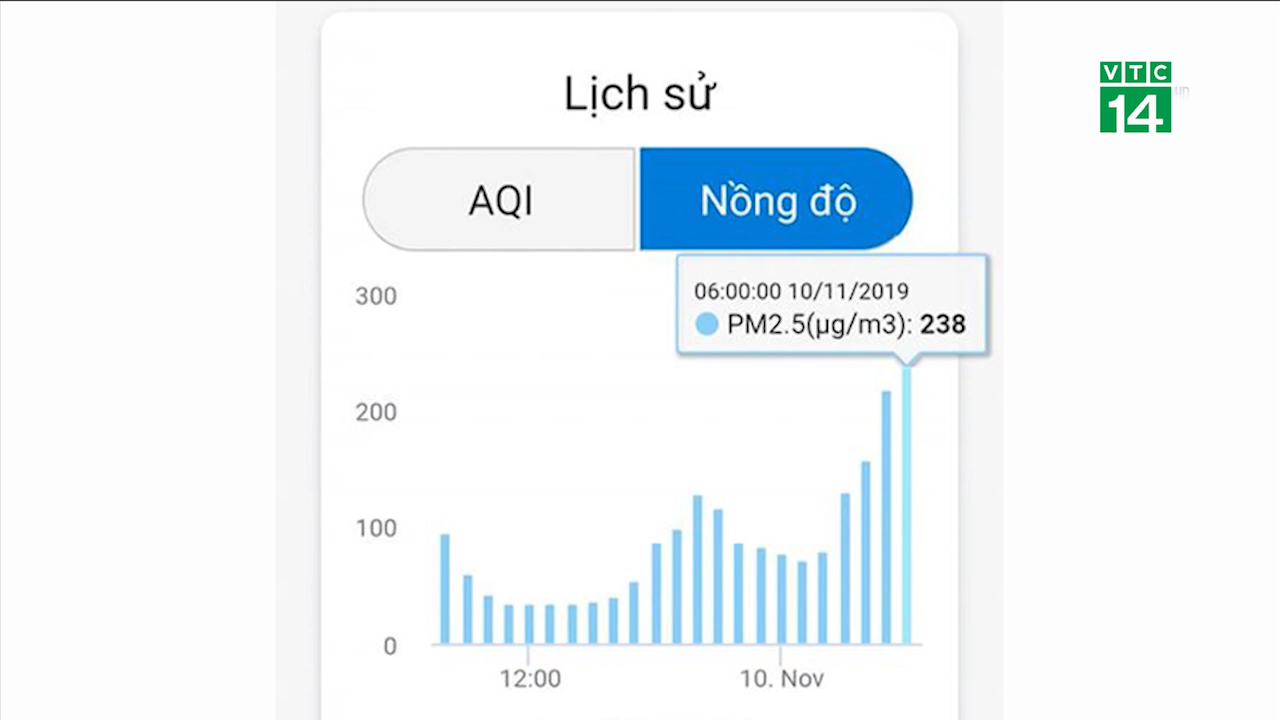 Lịch sử
VTC
14
AQI
Nồng độ
06:00:00 10/11/2019
PM2.5(µg/m3): 238
300
200
100
0
12:00
10. Nov